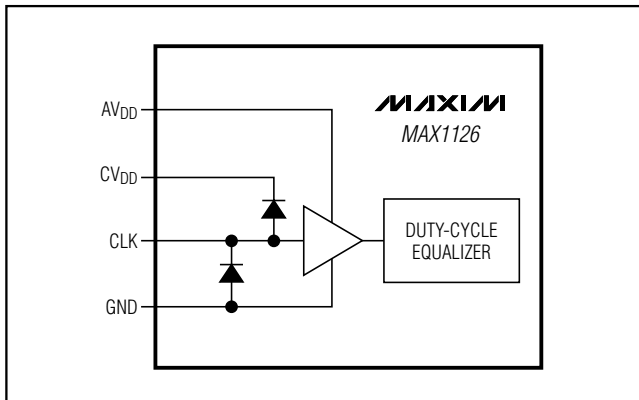 AVDD
MAXIM
MAX1126
CVDD
CLK
DUTY-CYCLE
EQUALIZER
GND